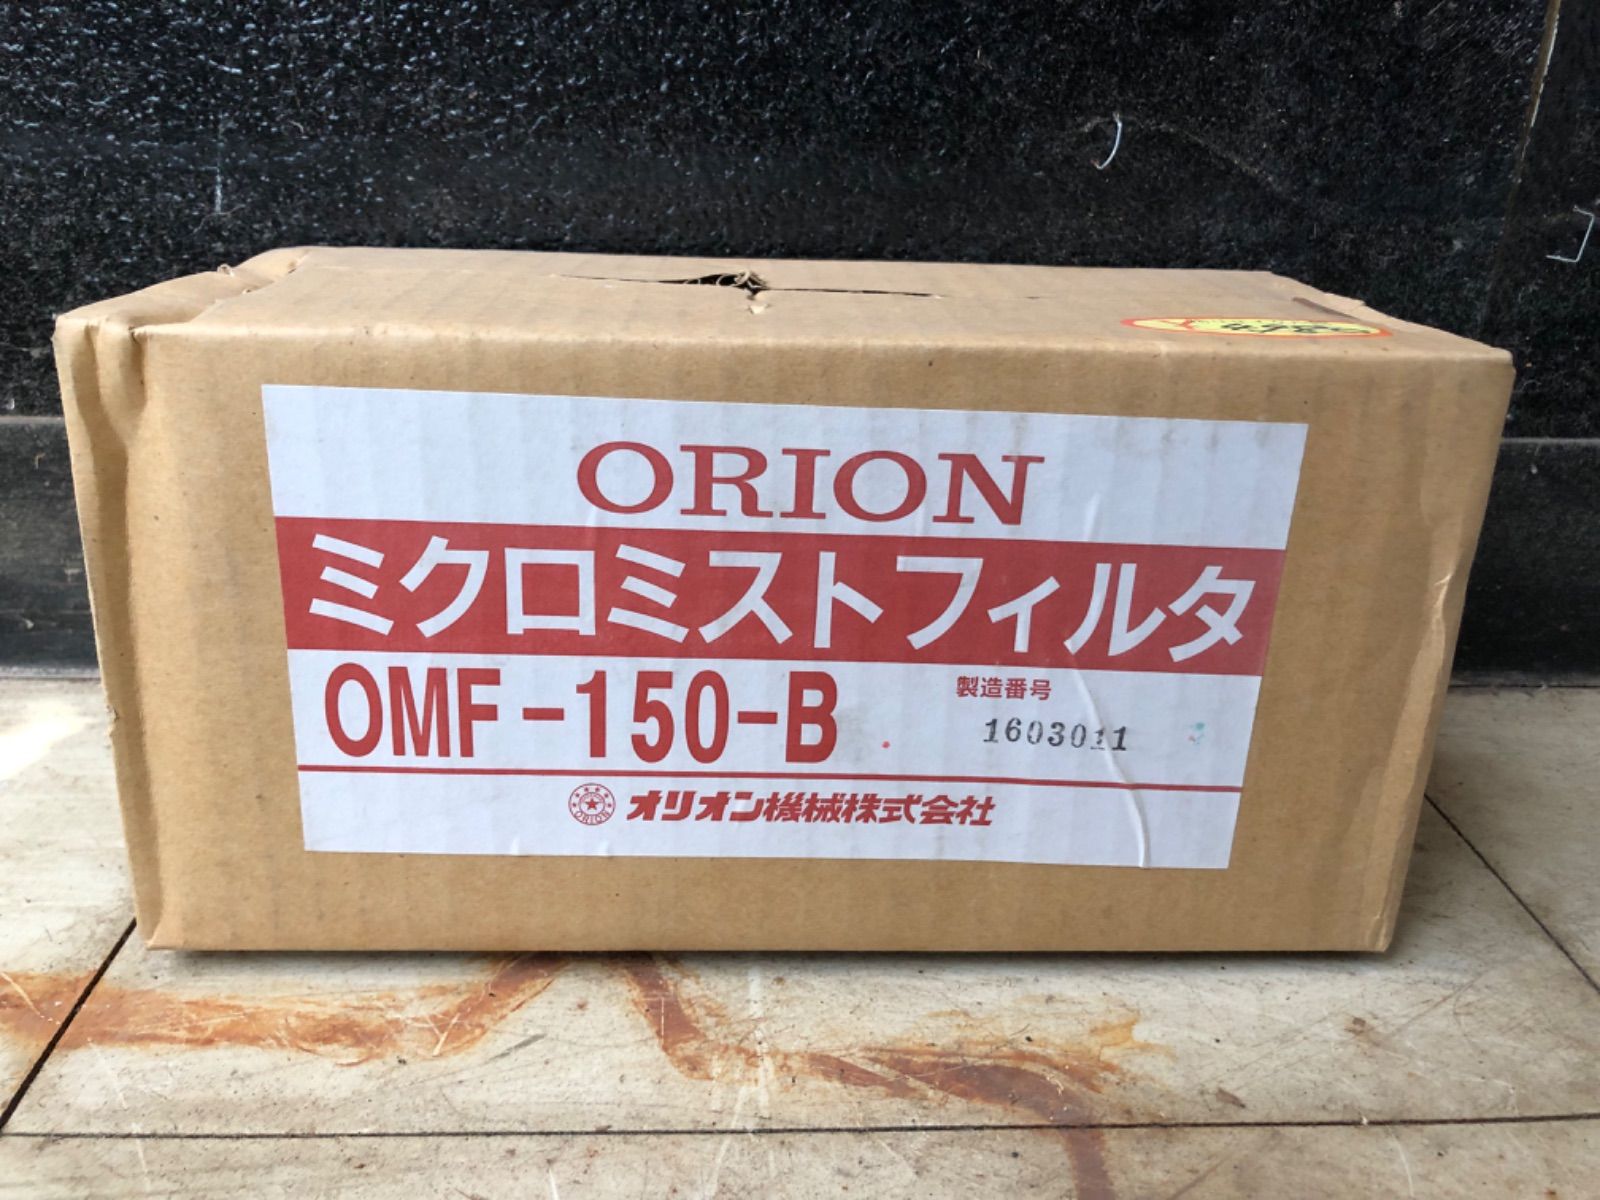 ORION
ミクロミストフィルタ
OMF-150-B
製造番号
1603011
ORION
オリオン機械株式会社